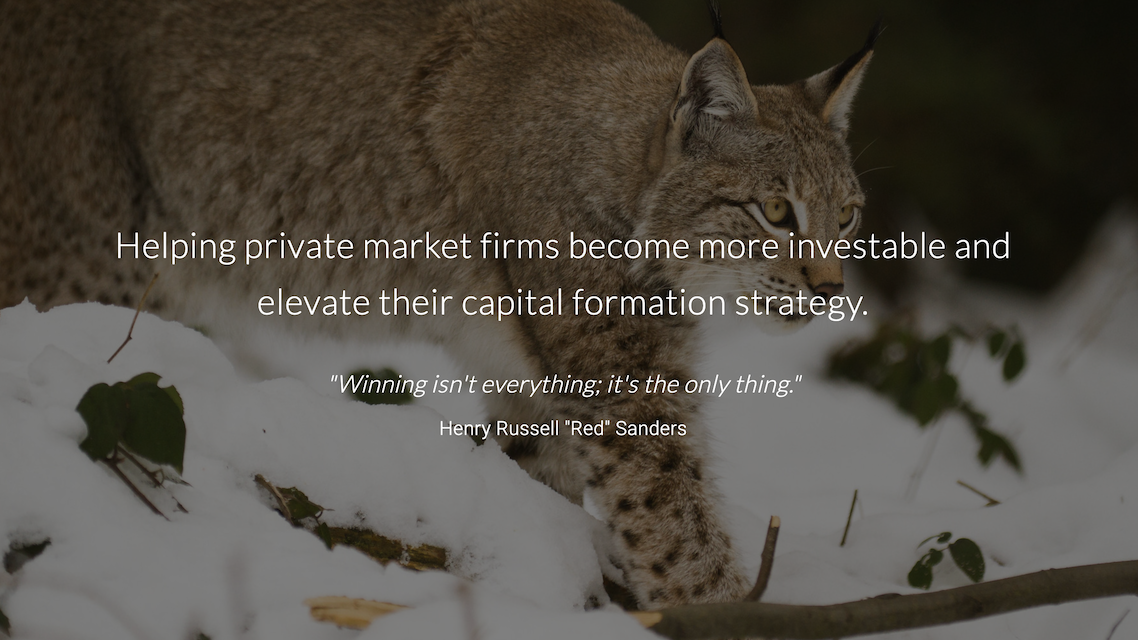 Helping private market firms become more investable and
elevate their capital formation strategy.
"Winning isn't everything; it's the only thing."
Henry Russell "Red" Sanders